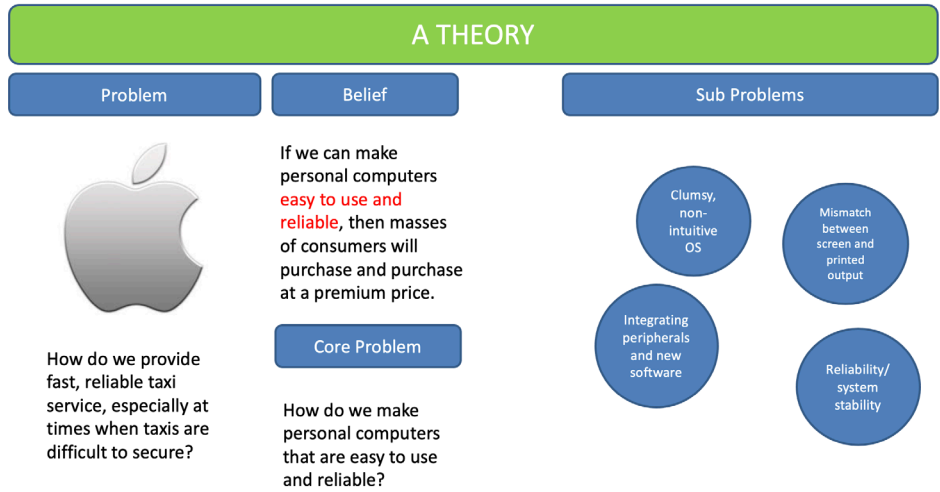 A THEORY
Problem
How do we provide
fast, reliable taxi
service, especially at
times when taxis are
difficult to secure?
Belief
If we can make
personal computers
easy to use and
reliable, then masses
of consumers will
purchase and purchase
at a premium price.
Core Problem
How do we make
personal computers
that are easy to use
and reliable?
Sub Problems
Clumsy,
non-
intuitive
OS
Mismatch
between
screen and
printed
output
Integrating
peripherals
and new
software
Reliability/
system
stability